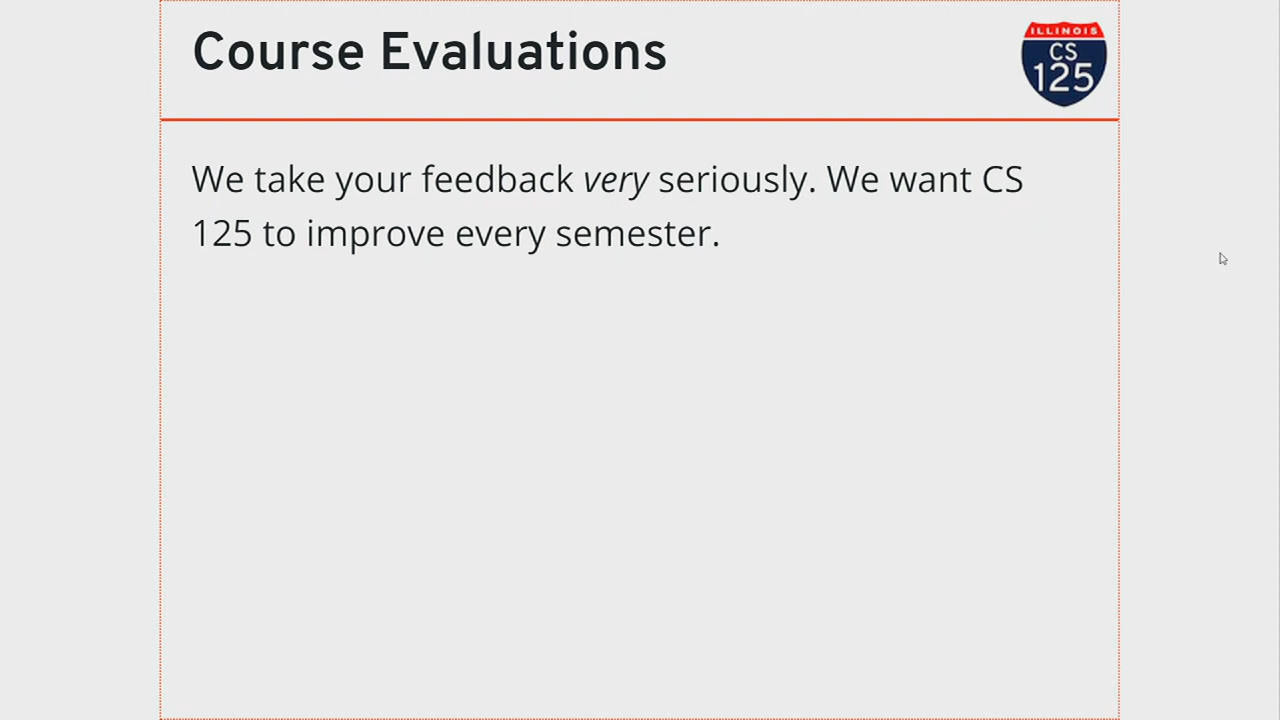 Course Evaluations
ILLINOIS
CS
125
We take your feedback very seriously. We want CS
125 to improve every semester.